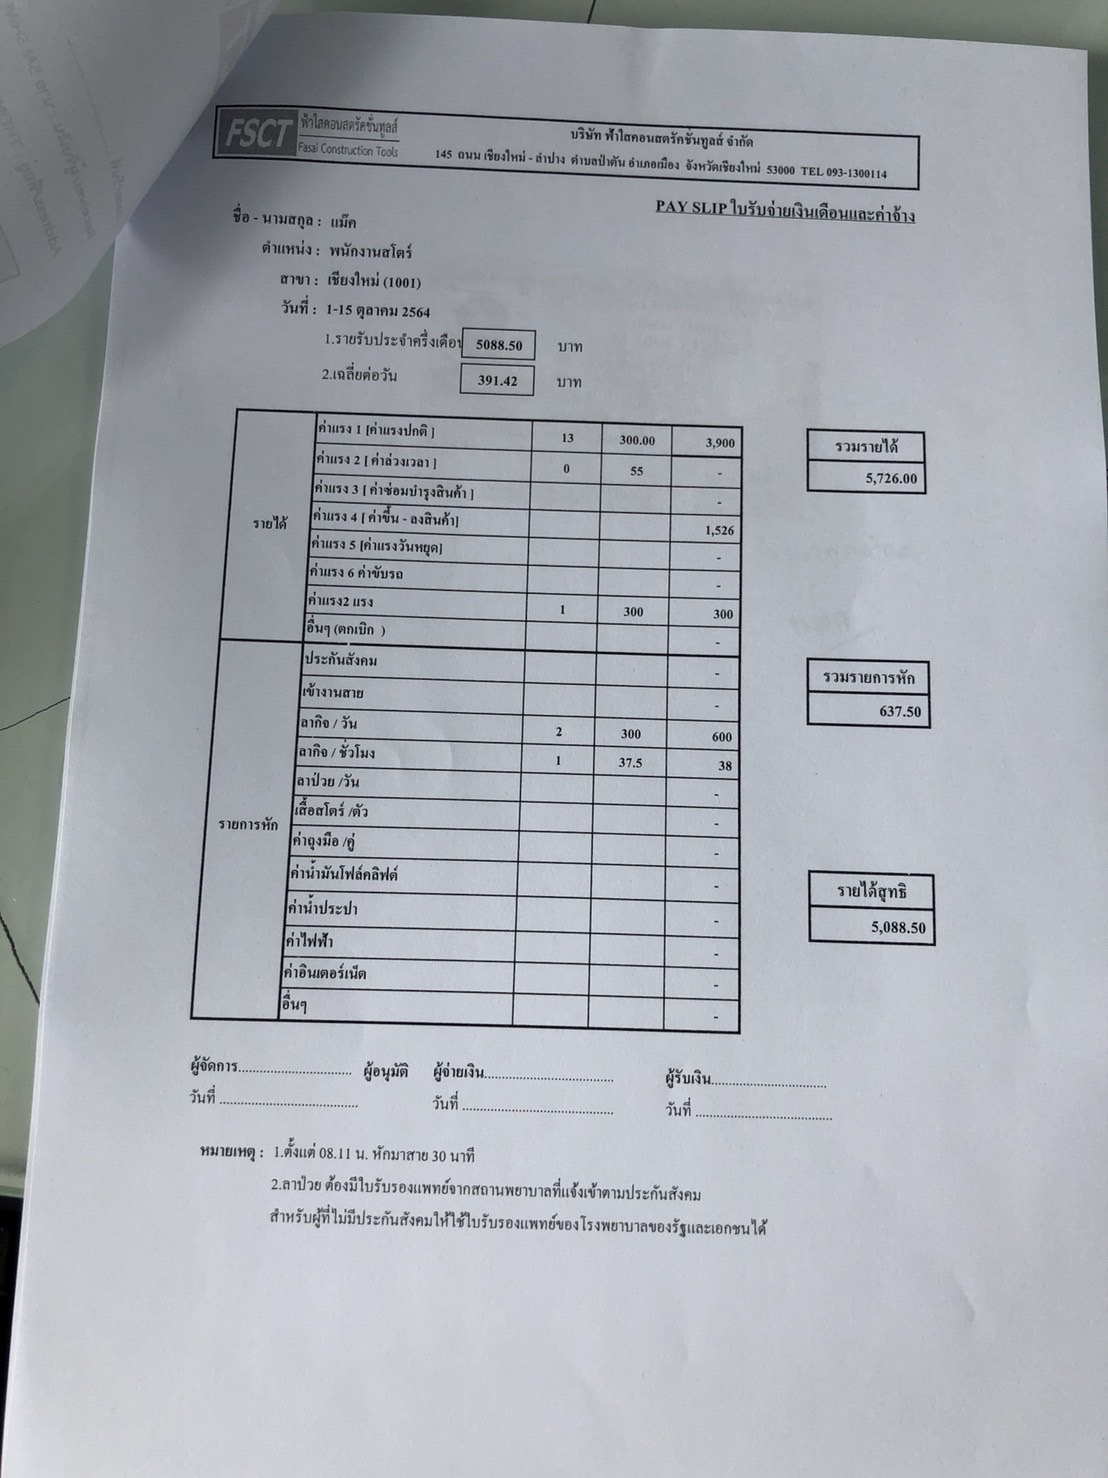 FSCT ฟ้าใสคอนสตรัคชั่นทูลส์
Fasai Construction Tools
บริษัท ฟ้าใสคอนสตรัคชั่นทูลส์ จำกัด
145 ถนน เชียงใหม่ - ลำปาง ตำบลป่าตัน อำเภอเมือง จังหวัดเชียงใหม่ 53000 TEL 093-1300114
PAY SLIP ใบรับจ่ายเงินเดือนและค่าจ้าง
ชื่อ - นามสกุล : แม๊ค
ตำแหน่ง : พนักงานสโตร์
สาขา : เชียงใหม่ (1001)
วันที่ : 1-15 ตุลาคม 2564
1.รายรับประจำครึ่งเดือน 5088.50 บาท
2.เฉลี่ยต่อวัน 391.42 บาท
รายได้
ค่าแรง 1 [ค่าแรงปกติ ] 13 300.00 3,900
ค่าแรง 2 [ ค่าล่วงเวลา ] 0 55 -
ค่าแรง 3 [ ค่าซ่อมบำรุงสินค้า ] -
ค่าแรง 4 [ ค่าขึ้น - ลงสินค้า] 1,526
ค่าแรง 5 [ค่าแรงวันหยุด] -
ค่าแรง 6 ค่าขับรถ -
ค่าแรง2 แรง 1 300 300
อื่นๆ (ตกเบิก ) -
รวมรายได้
5,726.00
รายการหัก
ประกันสังคม -
เข้างานสาย -
ลากิจ / วัน 2 300 600
ลากิจ / ชั่วโมง 1 37.5 38
ลาป่วย /วัน -
เสื้อสโตร์ /ตัว -
ค่าถุงมือ /คู่ -
ค่าน้ำมันโฟล์คลิฟต์ -
ค่าน้ำประปา -
ค่าไฟฟ้า -
ค่าอินเตอร์เน็ต -
อื่นๆ -
รวมรายการหัก
637.50
รายได้สุทธิ
5,088.50
ผู้จัดการ.............................. ผู้อนุมัติ ผู้จ่ายเงิน.................................. ผู้รับเงิน..............................
วันที่ .................................... วันที่ ....................................... วันที่ ....................................
หมายเหตุ : 1.ตั้งแต่ 08.11 น. หักมาสาย 30 นาที
2.ลาป่วย ต้องมีใบรับรองแพทย์จากสถานพยาบาลที่แจ้งเข้าตามประกันสังคม
สำหรับผู้ที่ไม่มีประกันสังคมให้ใช้ใบรับรองแพทย์ของโรงพยาบาลของรัฐและเอกชนได้